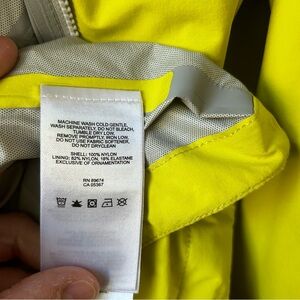 MACHINE WASH COLD GENTLE,
WASH SEPARATELY, DO NOT BLEACH,
TUMBLE DRY LOW,
REMOVE PROMPTLY, IRON LOW,
DO NOT USE FABRIC SOFTENER,
DO NOT DRYCLEAN
SHELL: 100% NYLON
LINING: 82% NYLON, 18% ELASTANE
EXCLUSIVE OF ORNAMENTATION
RN 89674
CA 05367